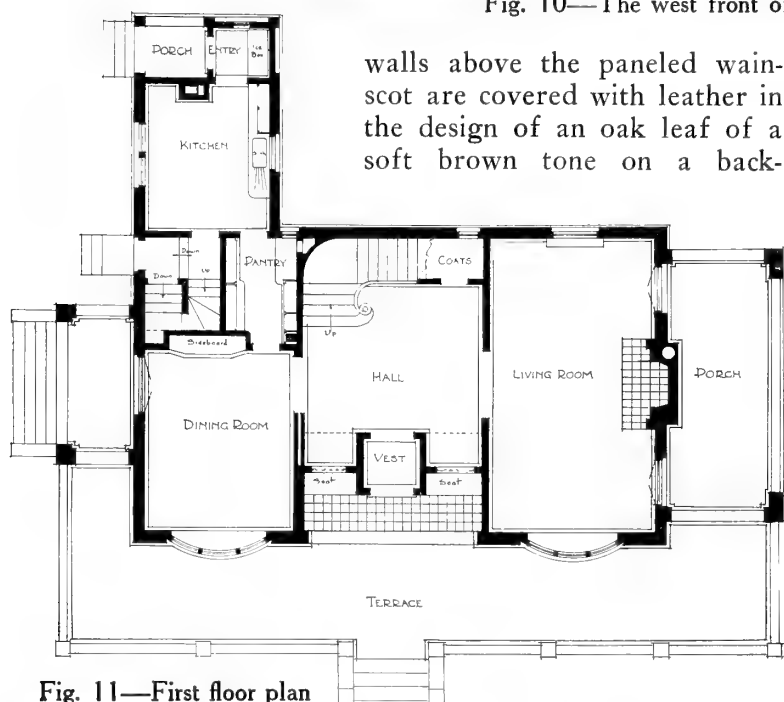 Fig. 10—The west front o
walls above the paneled wain-
scot are covered with leather in
the design of an oak leaf of a
soft brown tone on a back-
PORCH
ENTRY
ICE BOX
KITCHEN
Down
Down
UP
PANTRY
COATS
Sideboard
Up
HALL
LIVING ROOM
PORCH
DINING ROOM
VEST
Seat
Seat
TERRACE
Fig. 11—First floor plan